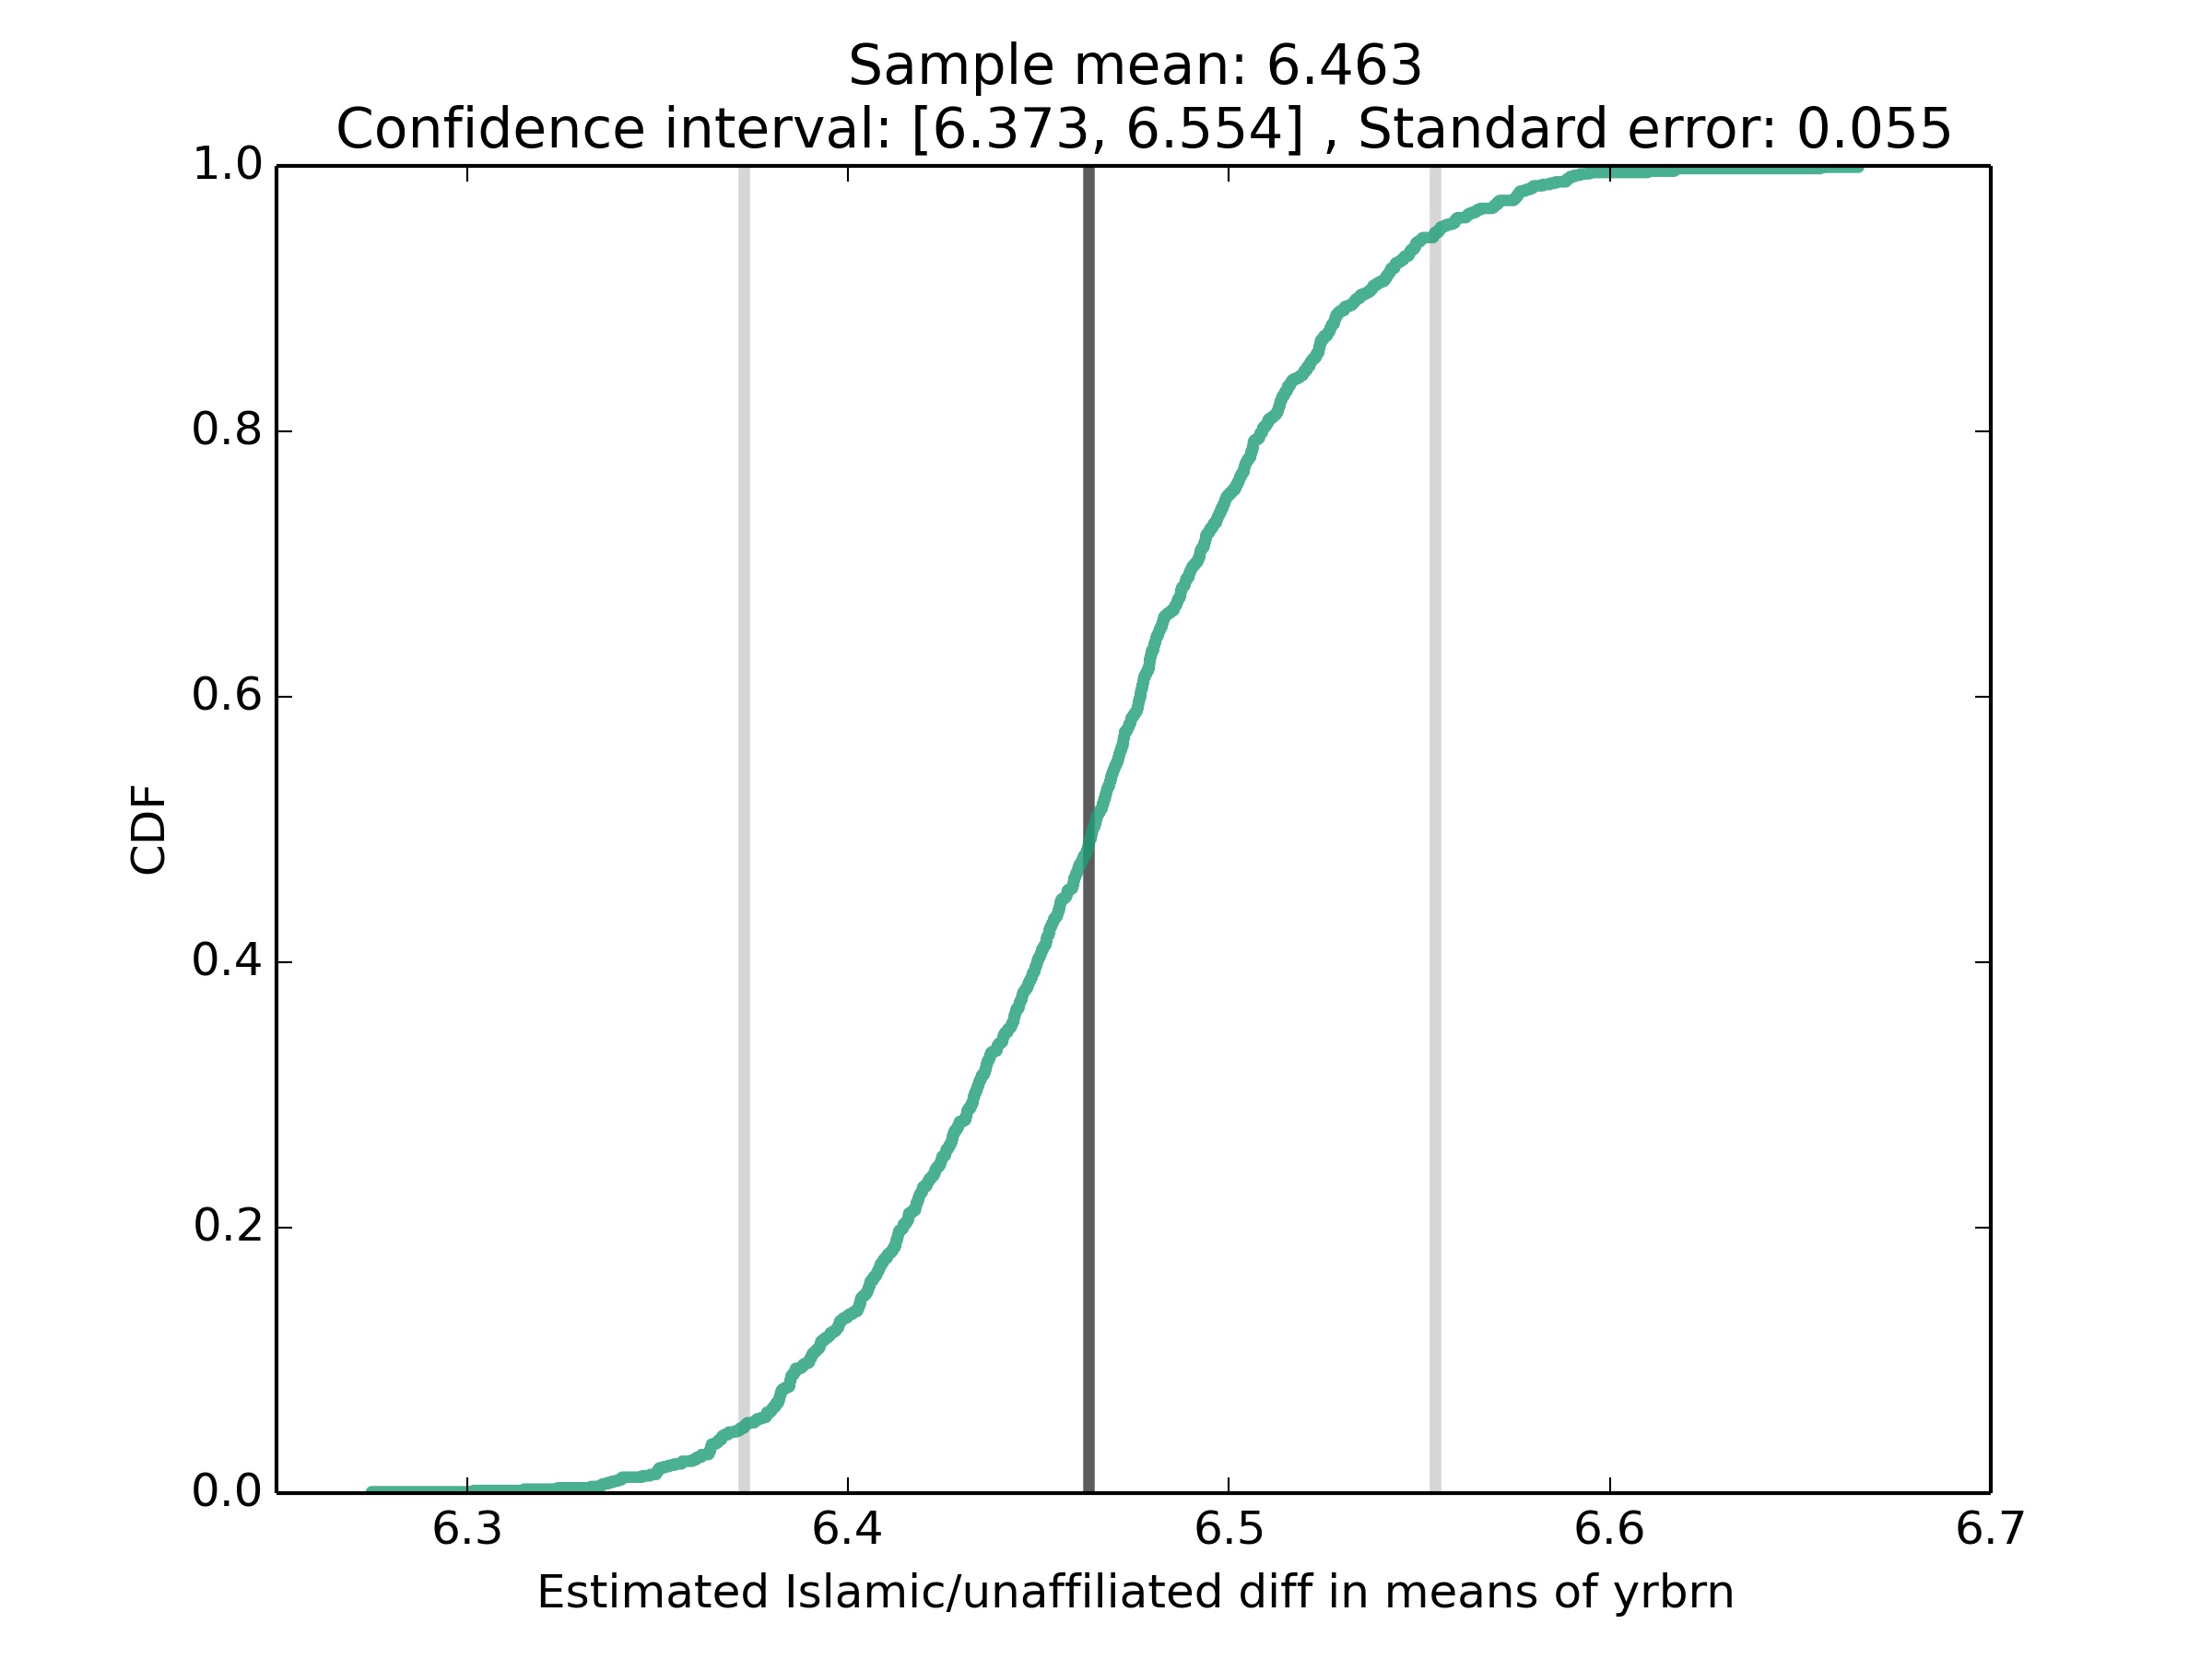 Sample mean: 6.463
Confidence interval: [6.373, 6.554] , Standard error: 0.055
1.0
0.8
0.6
0.4
0.2
0.0
CDF
6.3 6.4 6.5 6.6 6.7
Estimated Islamic/unaffiliated diff in means of yrbrn